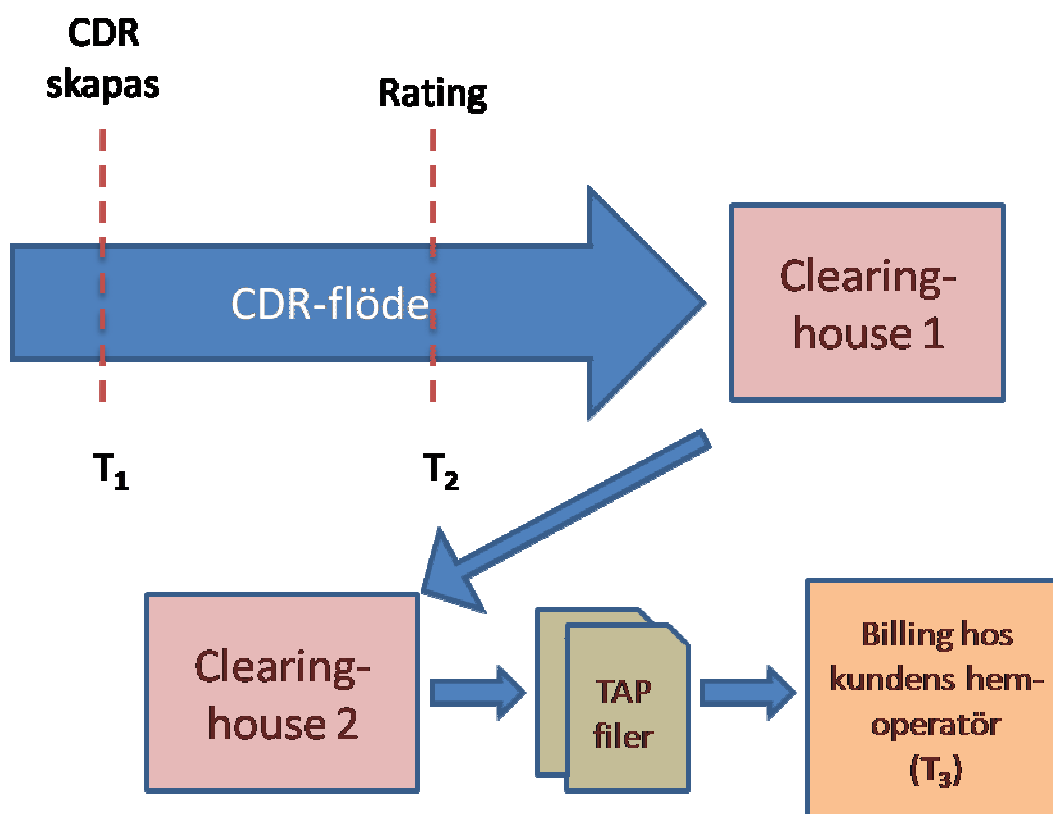 CDR
skapas
Rating
CDR-flöde
Clearing-
house 1
T₁
T₂
Clearing-
house 2
TAP
filer
Billing hos
kundens hem-
operatör
(T₃)